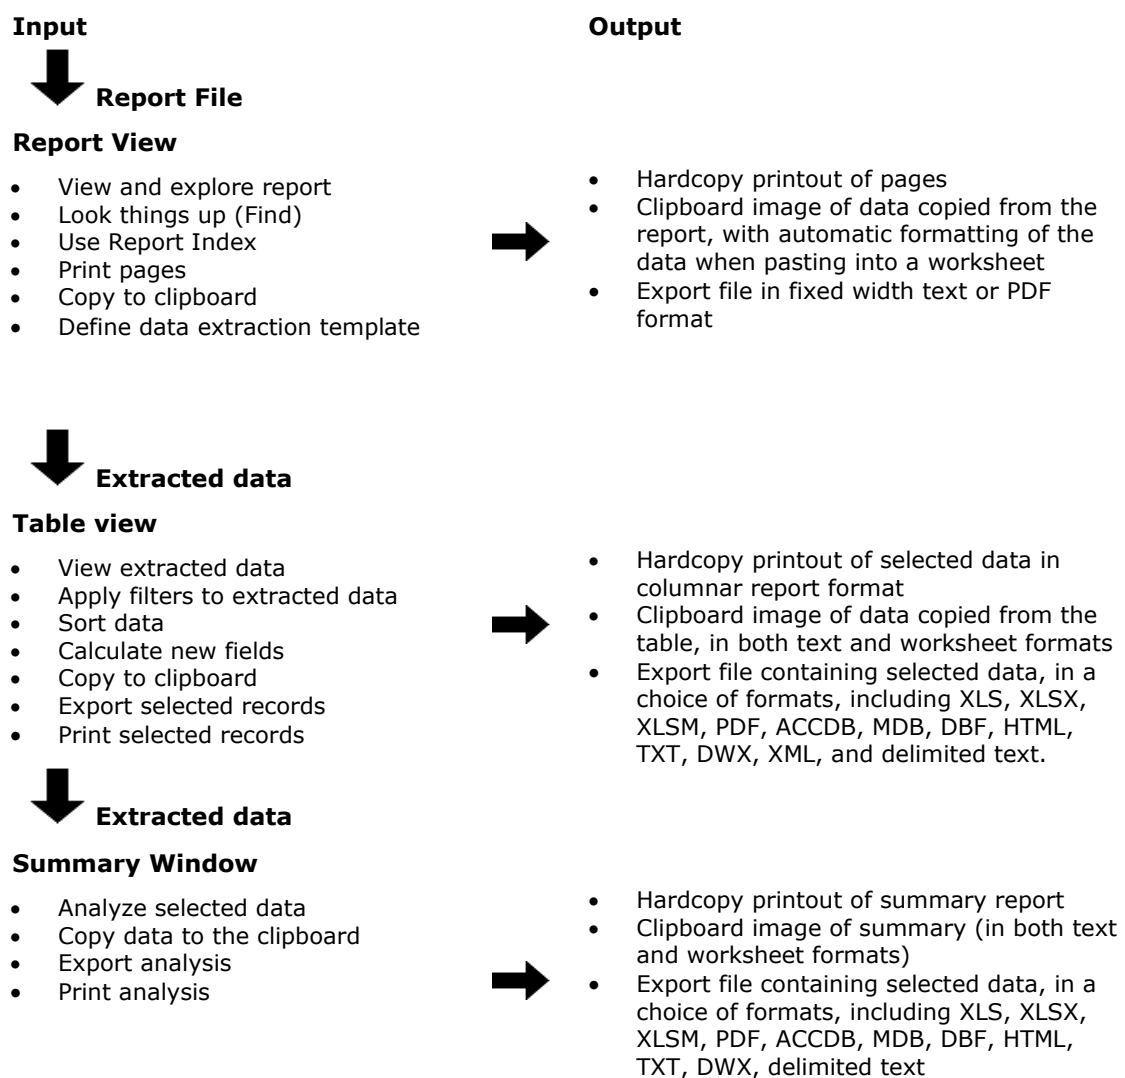 Input
Output
Report File
Report View
• View and explore report
• Look things up (Find)
• Use Report Index
• Print pages
• Copy to clipboard
• Define data extraction template
• Hardcopy printout of pages
• Clipboard image of data copied from the
report, with automatic formatting of the
data when pasting into a worksheet
• Export file in fixed width text or PDF
format
Extracted data
Table view
• View extracted data
• Apply filters to extracted data
• Sort data
• Calculate new fields
• Copy to clipboard
• Export selected records
• Print selected records
• Hardcopy printout of selected data in
columnar report format
• Clipboard image of data copied from the
table, in both text and worksheet formats
• Export file containing selected data, in a
choice of formats, including XLS, XLSX,
XLSM, PDF, ACCDB, MDB, DBF, HTML,
TXT, DWX, XML, and delimited text.
Extracted data
Summary Window
• Analyze selected data
• Copy data to the clipboard
• Export analysis
• Print analysis
• Hardcopy printout of summary report
• Clipboard image of summary (in both text
and worksheet formats)
• Export file containing selected data, in a
choice of formats, including XLS, XLSX,
XLSM, PDF, ACCDB, MDB, DBF, HTML,
TXT, DWX, delimited text